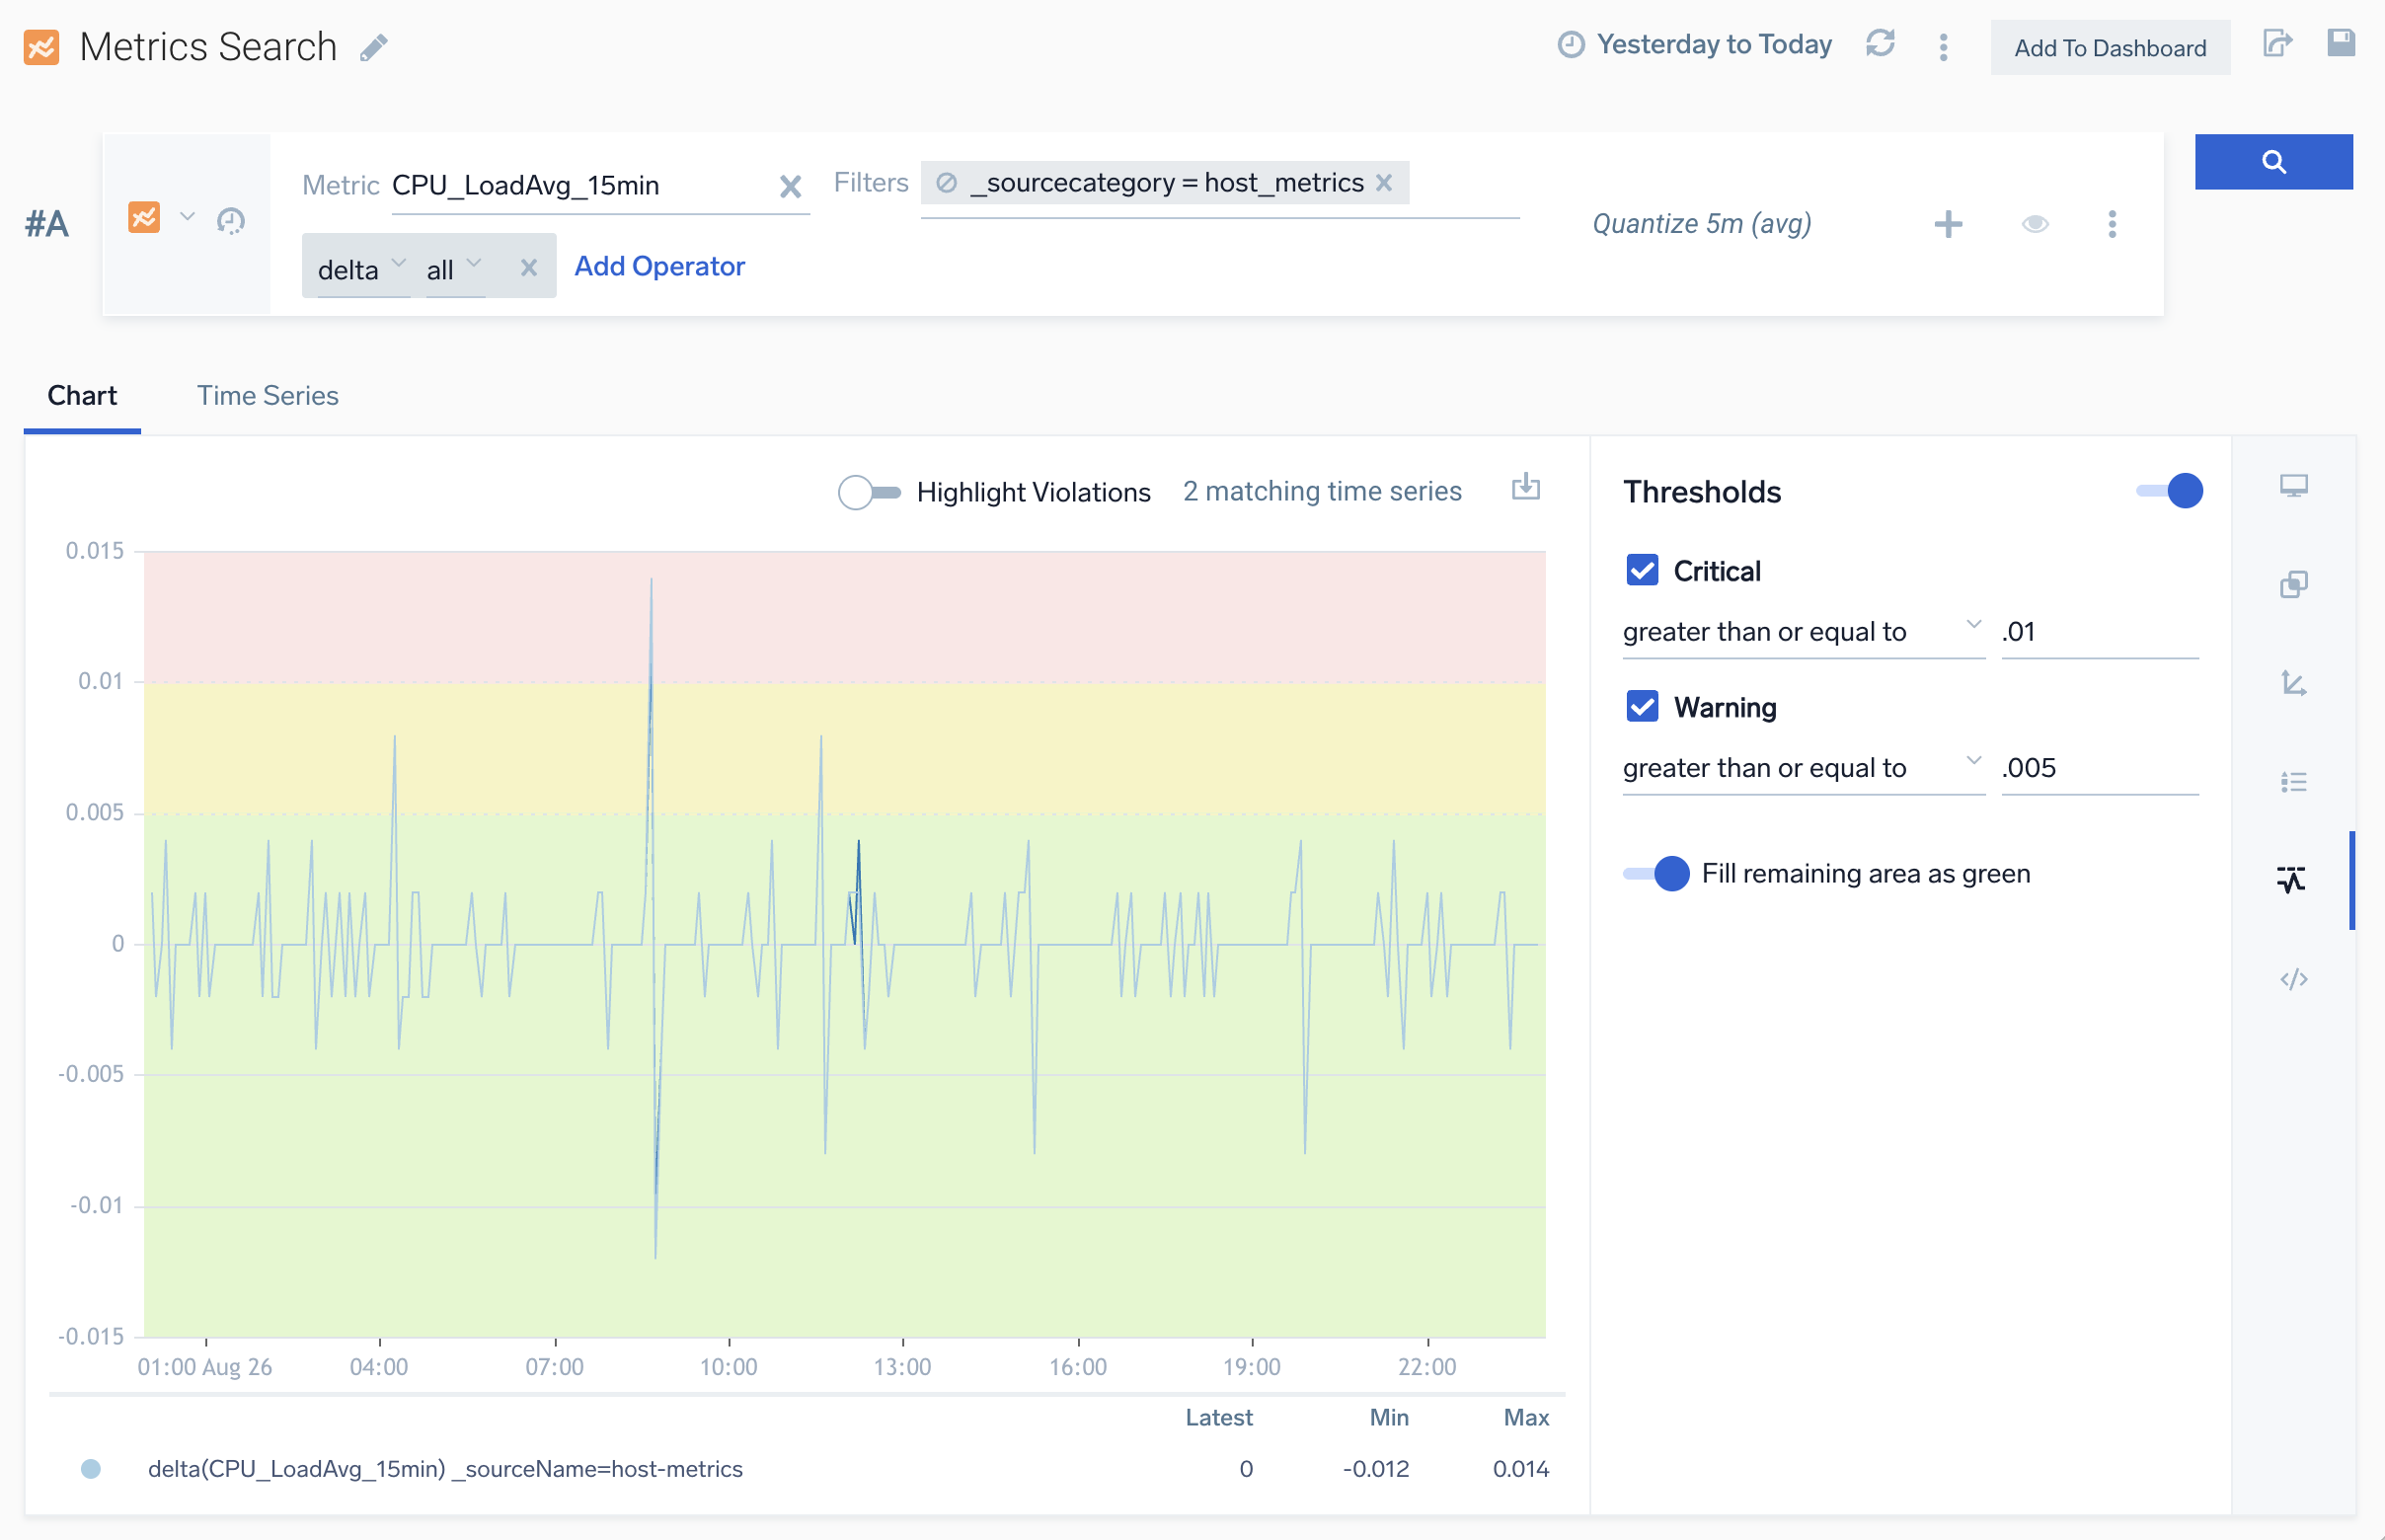 Metrics Search
Yesterday to Today
Add To Dashboard
#A
Metric CPU_LoadAvg_15min
Filters _sourcecategory = host_metrics
Quantize 5m (avg)
delta all
Add Operator
Chart
Time Series
Highlight Violations
2 matching time series
0.015
0.01
0.005
0
-0.005
-0.01
-0.015
01:00 Aug 26
04:00
07:00
10:00
13:00
16:00
19:00
22:00
Latest Min Max
delta(CPU_LoadAvg_15min) _sourceName=host-metrics 0 -0.012 0.014
Thresholds
Critical
greater than or equal to .01
Warning
greater than or equal to .005
Fill remaining area as green